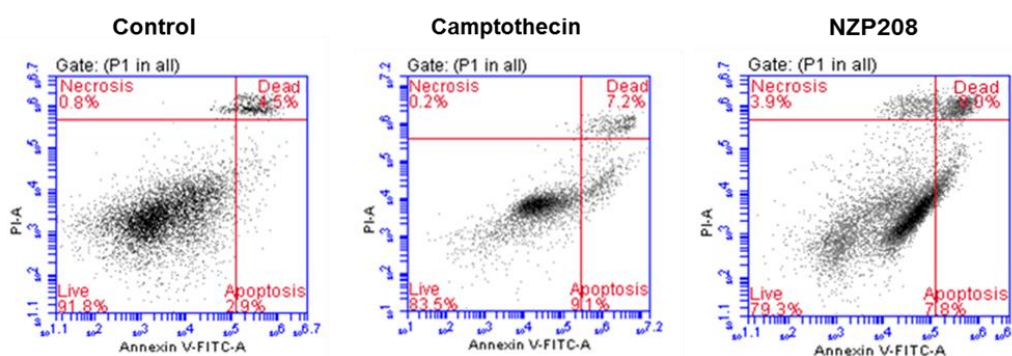 Control
Camptothecin
NZP208
Gate: (P1 in all)
Necrosis
0.8%
Dead
4.5%
Live
91.8%
Apoptosis
2.9%
PI-A
Annexin V-FITC-A
Gate: (P1 in all)
Necrosis
0.2%
Dead
7.2%
Live
83.5%
Apoptosis
9.1%
PI-A
Annexin V-FITC-A
Gate: (P1 in all)
Necrosis
3.9%
Dead
Live
79.3%
Apoptosis
7.8%
PI-A
Annexin V-FITC-A